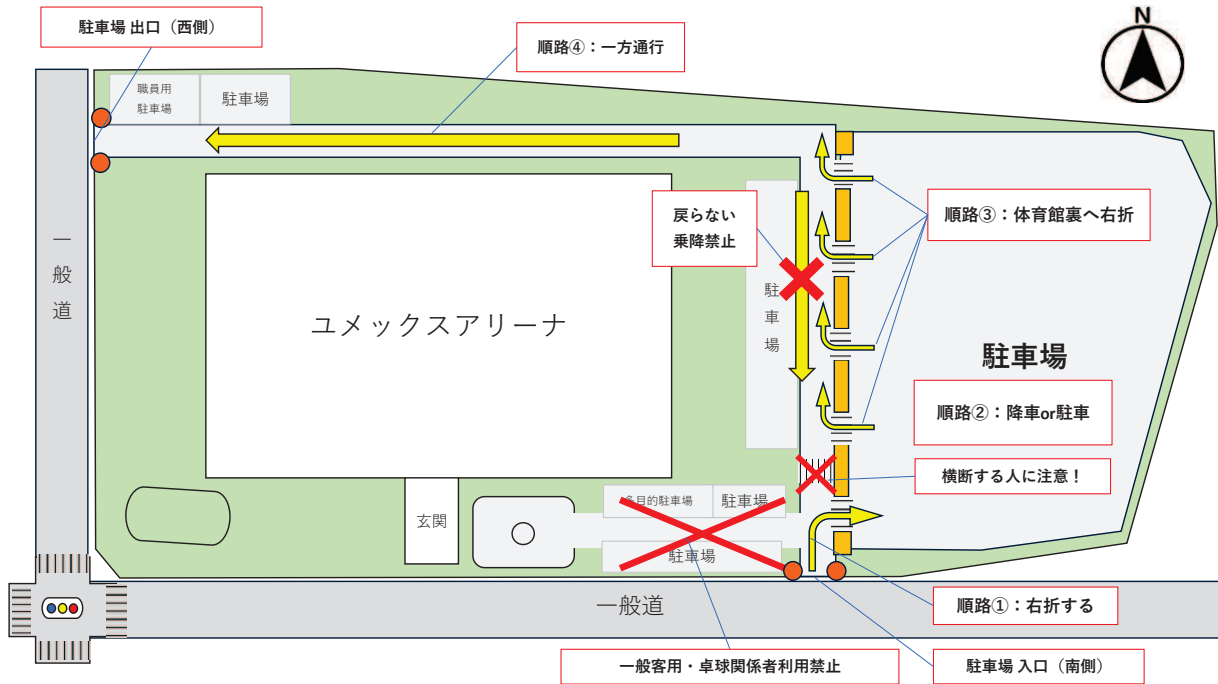 駐車場 出口（西側）
順路④：一方通行
N
職員用
駐車場
駐車場
戻らない
乗降禁止
順路③：体育館裏へ右折
一般道
ユメックスアリーナ
駐車場
駐車場
順路②：降車or駐車
横断する人に注意！
多目的駐車場
駐車場
玄関
駐車場
一般道
順路①：右折する
一般客用・卓球関係者利用禁止
駐車場 入口（南側）